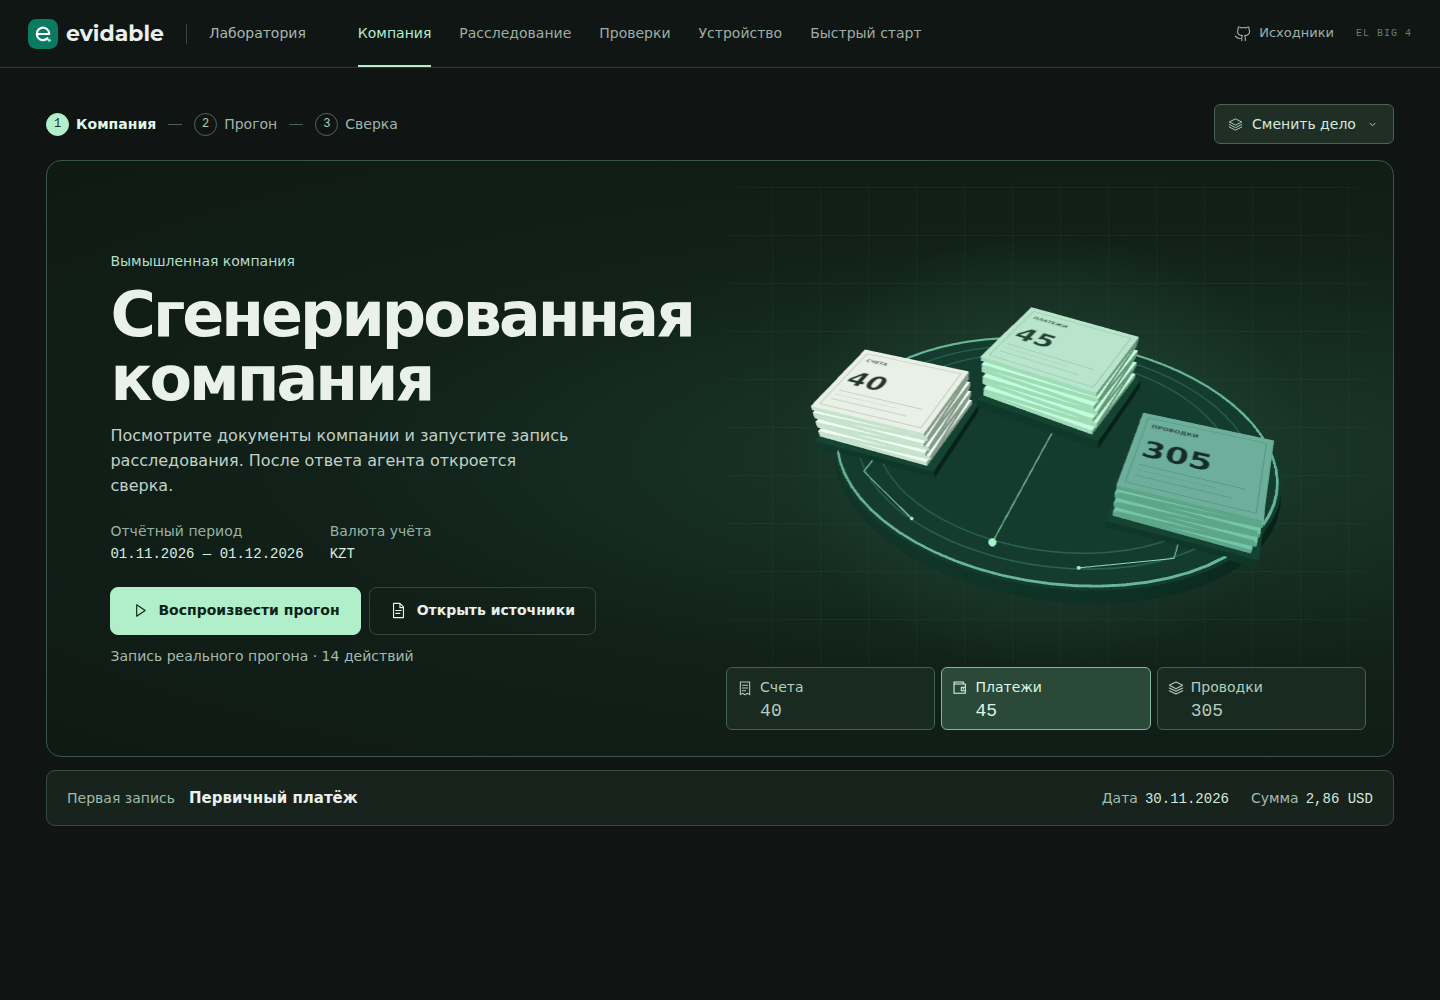 evidable
Лаборатория
Компания
Расследование
Проверки
Устройство
Быстрый старт
Исходники
EL BIG 4
1 Компания — 2 Прогон — 3 Сверка
Сменить дело
Вымышленная компания
Сгенерированная
компания
Посмотрите документы компании и запустите запись
расследования. После ответа агента откроется
сверка.
Отчётный период
01.11.2026 — 01.12.2026
Валюта учёта
KZT
Воспроизвести прогон
Открыть источники
Запись реального прогона · 14 действий
СЧЕТА
40
ПЛАТЕЖИ
45
ПРОВОДКИ
305
Счета
40
Платежи
45
Проводки
305
Первая запись Первичный платёж
Дата 30.11.2026 Сумма 2,86 USD